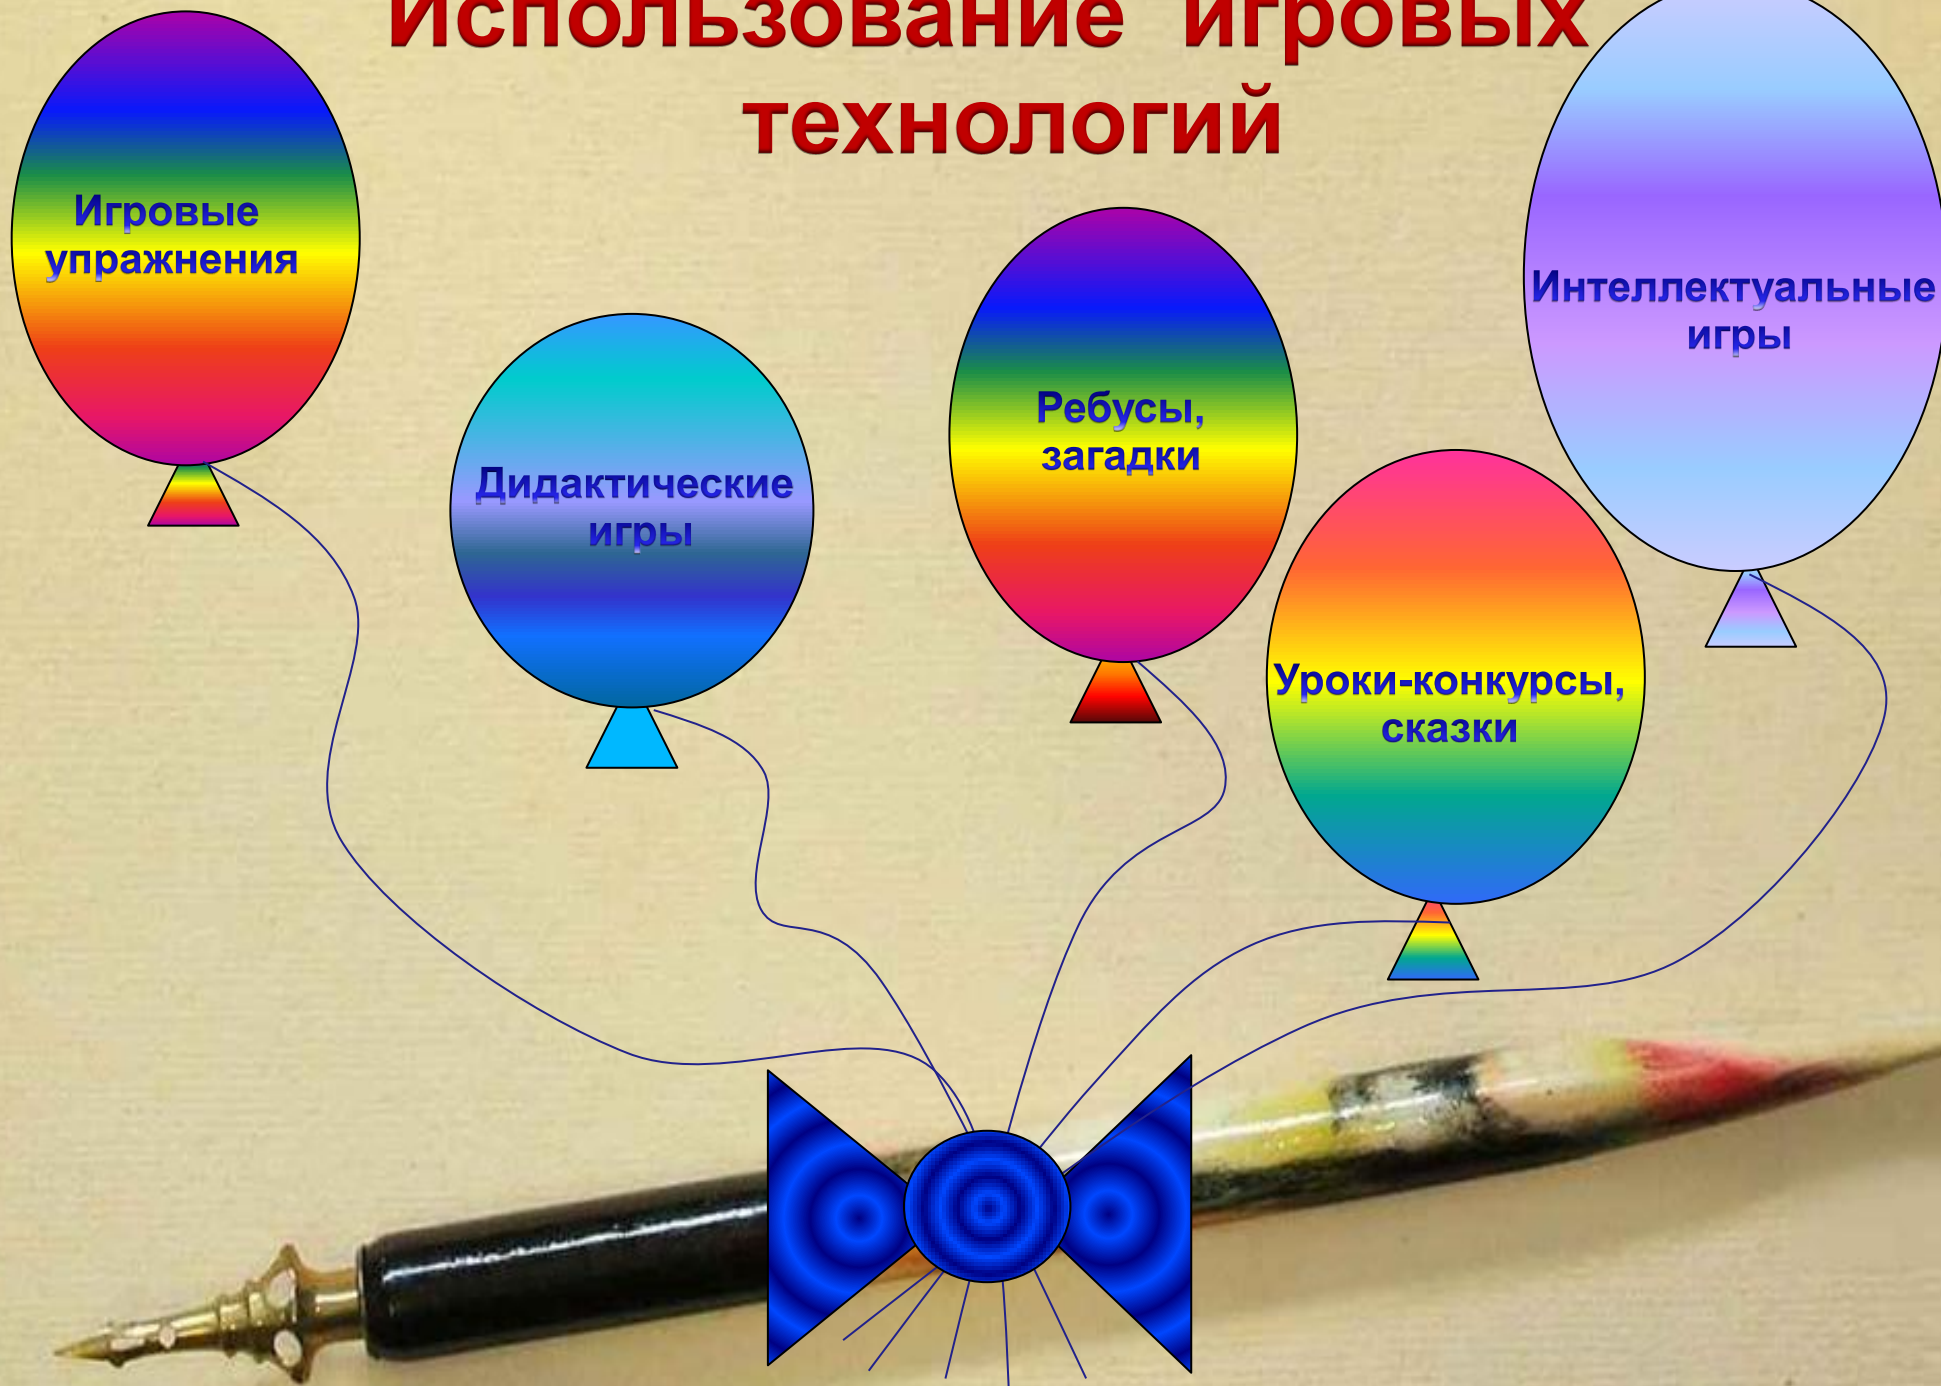 Использование игровых
технологий
Игровые
упражнения
Дидактические
игры
Ребусы,
загадки
Уроки-конкурсы,
сказки
Интеллектуальные
игры